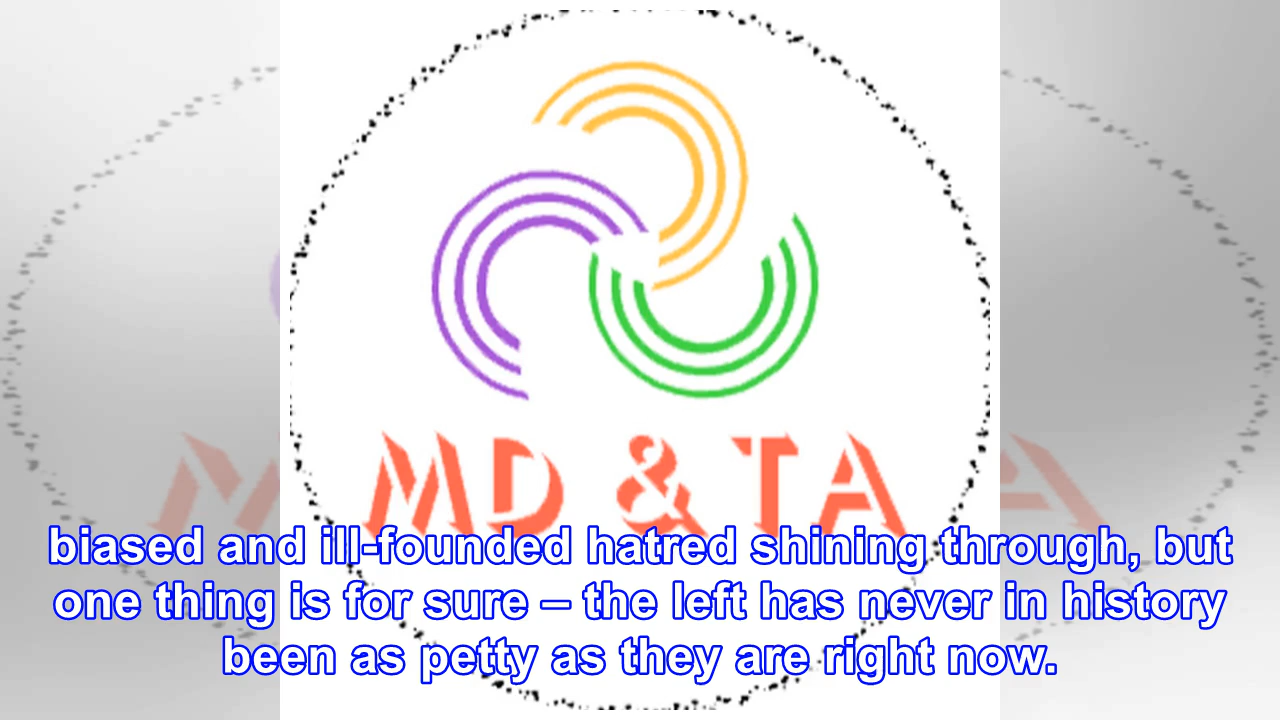 MD & TA
biased and ill-founded hatred shining through, but
one thing is for sure – the left has never in history
been as petty as they are right now.